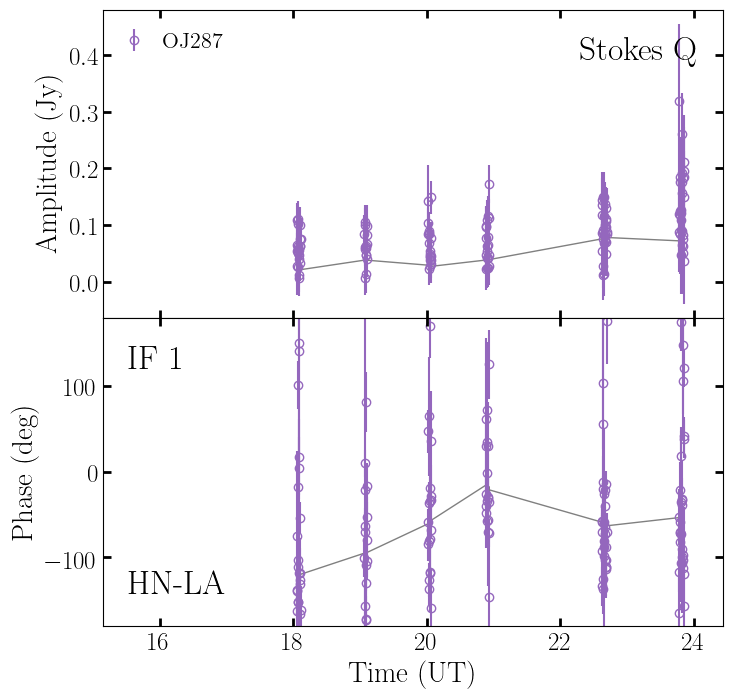 OJ287
Stokes Q
0.4
0.3
0.2
0.1
0.0
Amplitude (Jy)
IF 1
100
0
−100
Phase (deg)
HN-LA
16 18 20 22 24
Time (UT)